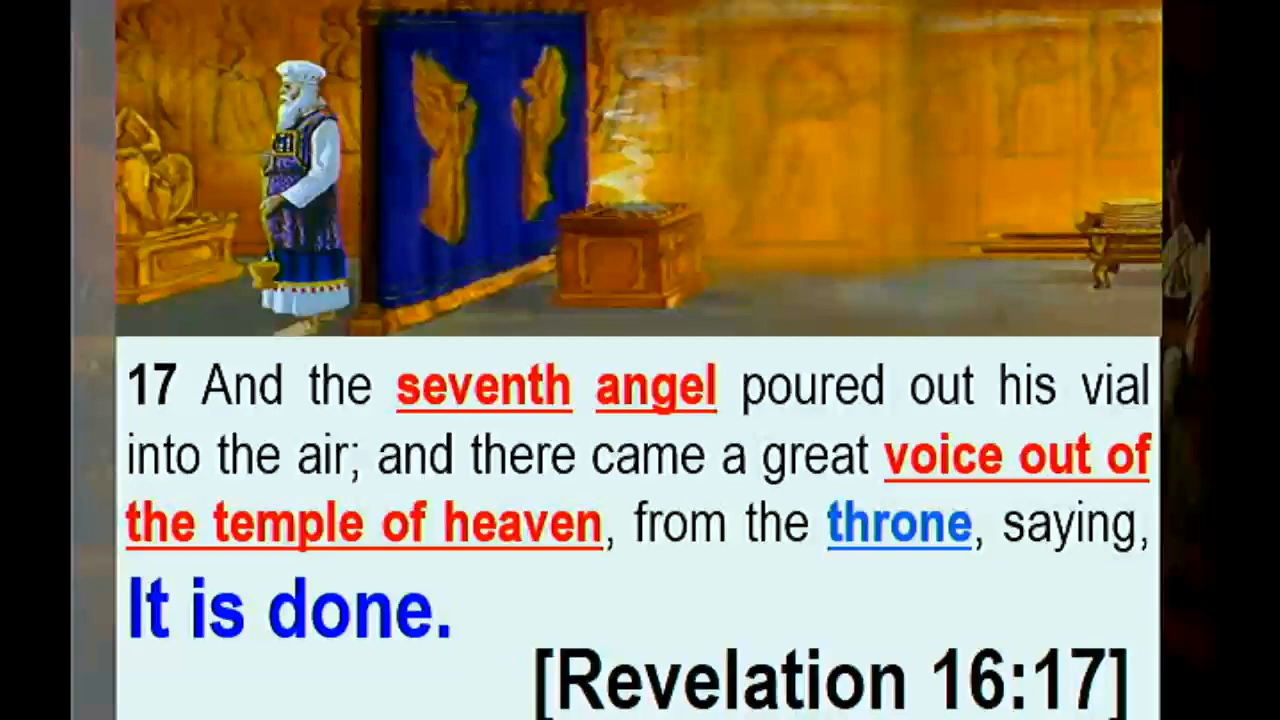 17 And the seventh angel poured out his vial
into the air; and there came a great voice out of
the temple of heaven, from the throne, saying,
It is done.
[Revelation 16:17]